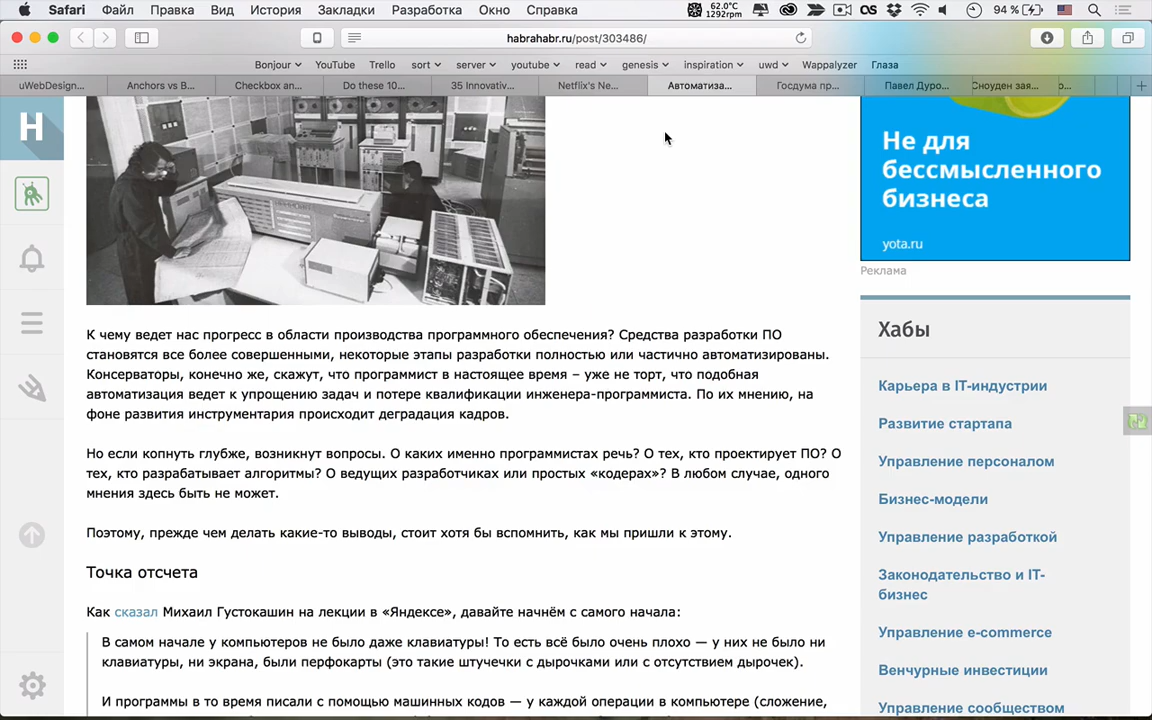 Safari Файл Правка Вид История Закладки Разработка Окно Справка
62.0°C
1292rpm
94 %
habrahabr.ru/post/303486/
Bonjour YouTube Trello sort server youtube read genesis inspiration uwd Wappalyzer Глаза
uWebDesign... Anchors vs B... Checkbox an... Do these 10... 35 Innovativ... Netflix's Ne... Автоматиза... Госдума пр... Павел Дуро... Сноуден зая...
H
Не для
бессмысленного
бизнеса
yota.ru
Реклама
К чему ведет нас прогресс в области производства программного обеспечения? Средства разработки ПО
становятся все более совершенными, некоторые этапы разработки полностью или частично автоматизированы.
Консерваторы, конечно же, скажут, что программист в настоящее время – уже не торт, что подобная
автоматизация ведет к упрощению задач и потере квалификации инженера-программиста. По их мнению, на
фоне развития инструментария происходит деградация кадров.
Но если копнуть глубже, возникнут вопросы. О каких именно программистах речь? О тех, кто проектирует ПО? О
тех, кто разрабатывает алгоритмы? О ведущих разработчиках или простых «кодерах»? В любом случае, одного
мнения здесь быть не может.
Поэтому, прежде чем делать какие-то выводы, стоит хотя бы вспомнить, как мы пришли к этому.
Точка отсчета
Как сказал Михаил Густокашин на лекции в «Яндексе», давайте начнём с самого начала:
В самом начале у компьютеров не было даже клавиатуры! То есть всё было очень плохо — у них не было ни
клавиатуры, ни экрана, были перфокарты (это такие штучечки с дырочками или с отсутствием дырочек).
И программы в то время писали с помощью машинных кодов — у каждой операции в компьютере (сложение,
Хабы
Карьера в IT-индустрии
Развитие стартапа
Управление персоналом
Бизнес-модели
Управление разработкой
Законодательство и IT-
бизнес
Управление e-commerce
Венчурные инвестиции
Управление сообществом